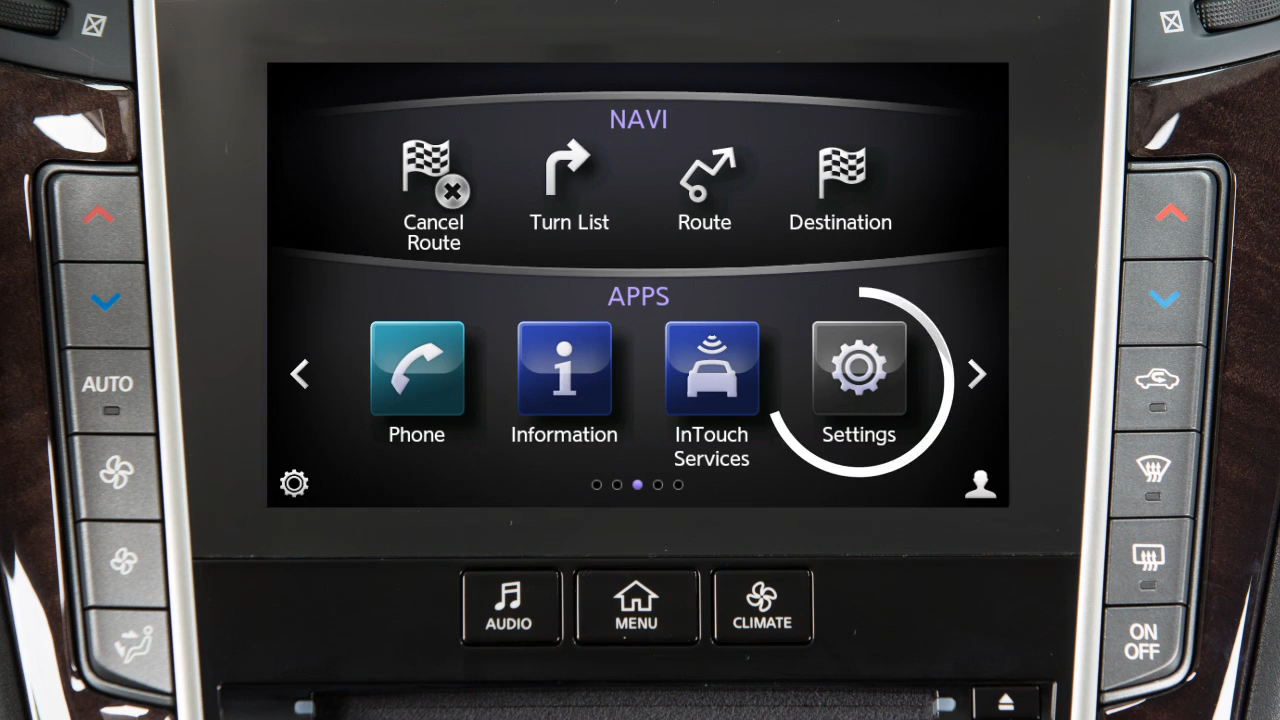 NAVI
Cancel
Route
Turn List
Route
Destination
APPS
Phone
Information
InTouch
Services
Settings
AUTO
ON
OFF
AUDIO
MENU
CLIMATE